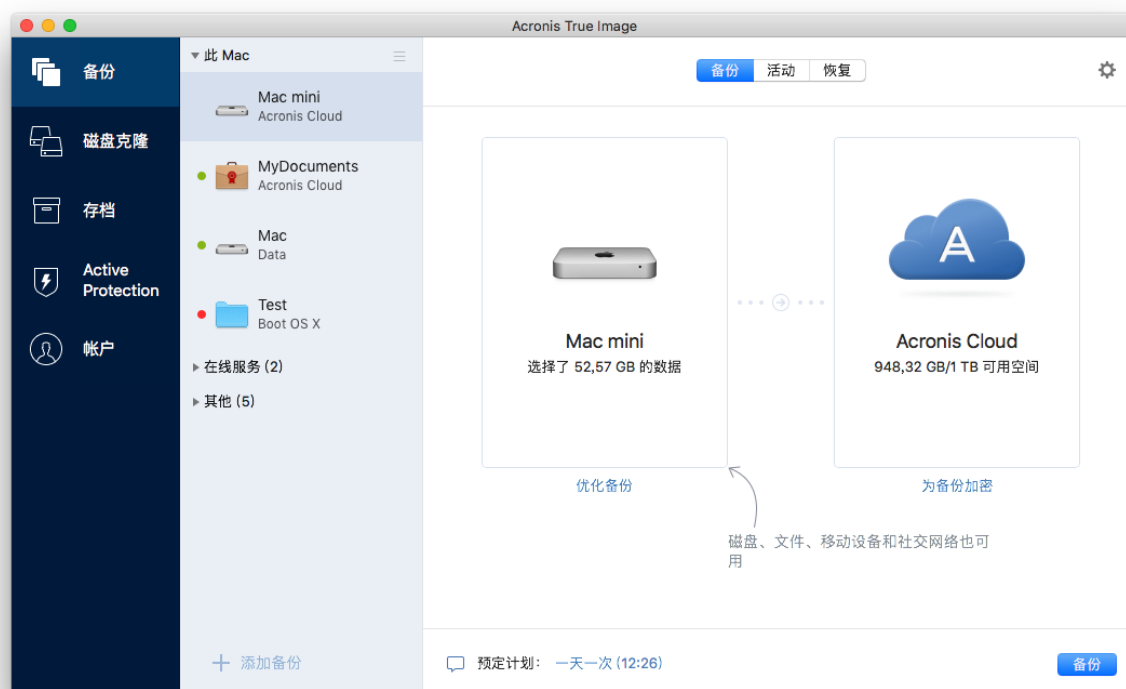 Acronis True Image
备份
磁盘克隆
存档
Active
Protection
帐户
此 Mac
Mac mini
Acronis Cloud
MyDocuments
Acronis Cloud
Mac
Data
Test
Boot OS X
在线服务 (2)
其他 (5)
添加备份
备份 活动 恢复
Mac mini
选择了 52,57 GB 的数据
优化备份
Acronis Cloud
948,32 GB/1 TB 可用空间
为备份加密
磁盘、文件、移动设备和社交网络也可
用
预定计划： 一天一次 (12:26)
备份